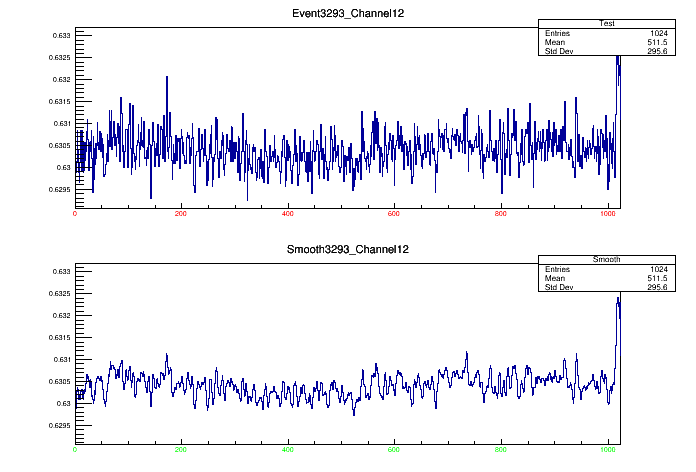 Event3293_Channel12
Test
Entries 1024
Mean 511.5
Std Dev 295.6
0.633
0.6325
0.632
0.6315
0.631
0.6305
0.63
0.6295
0 200 400 600 800 1000
Smooth3293_Channel12
Smooth
Entries 1024
Mean 511.5
Std Dev 295.6
0.633
0.6325
0.632
0.6315
0.631
0.6305
0.63
0.6295
0 200 400 600 800 1000